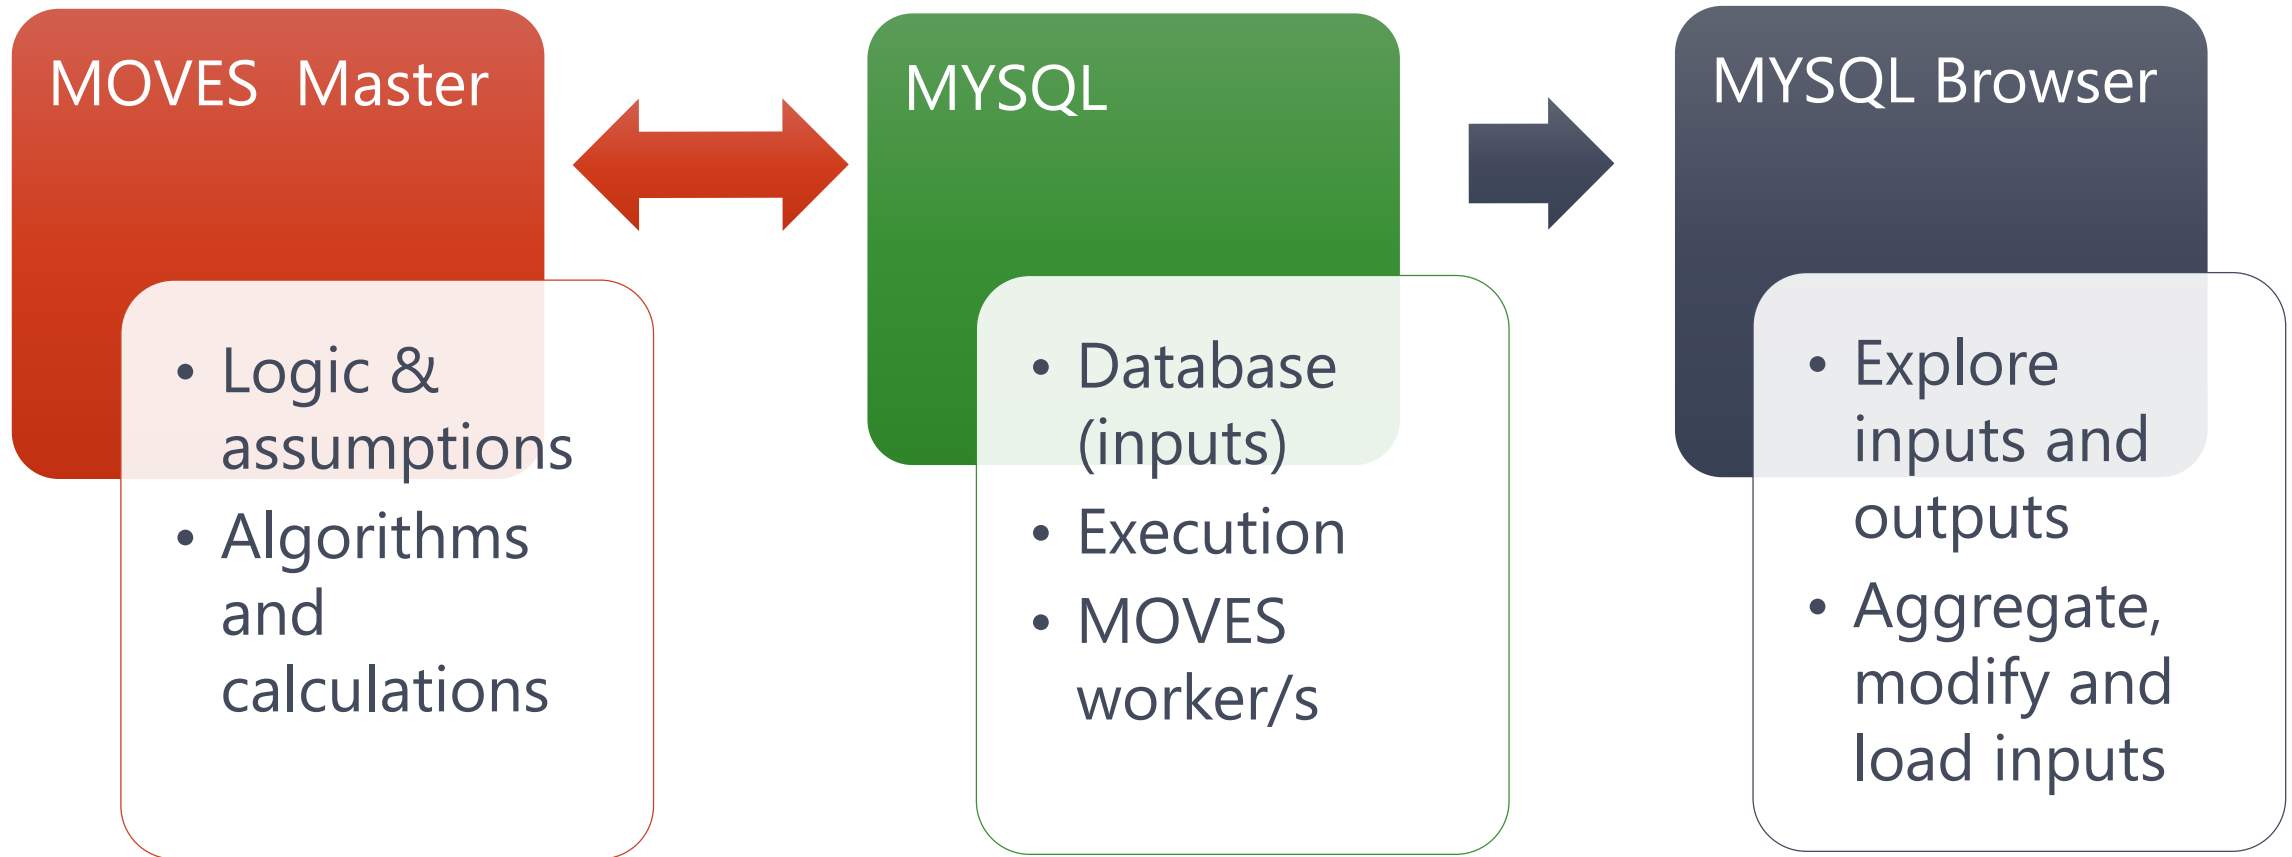 MOVES  Master
• Logic &
assumptions
• Algorithms
and
calculations
MYSQL
• Database
(inputs)
• Execution
• MOVES
worker/s
MYSQL Browser
• Explore
inputs and
outputs
• Aggregate,
modify and
load inputs